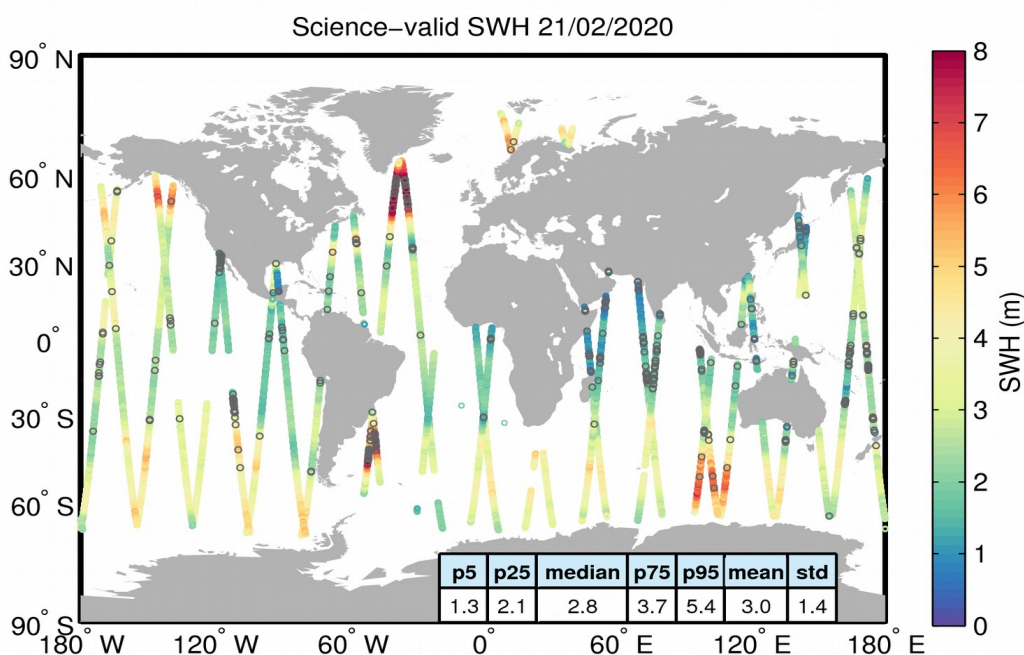 Science−valid SWH 21/02/2020
90° N
60° N
30° N
0°
30° S
60° S
90° S
180° W
120° W
60° W
0°
60° E
120° E
180° E
p5 p25 median p75 p95 mean std
1.3 2.1 2.8 3.7 5.4 3.0 1.4
8
7
6
5
4
3
2
1
0
SWH (m)